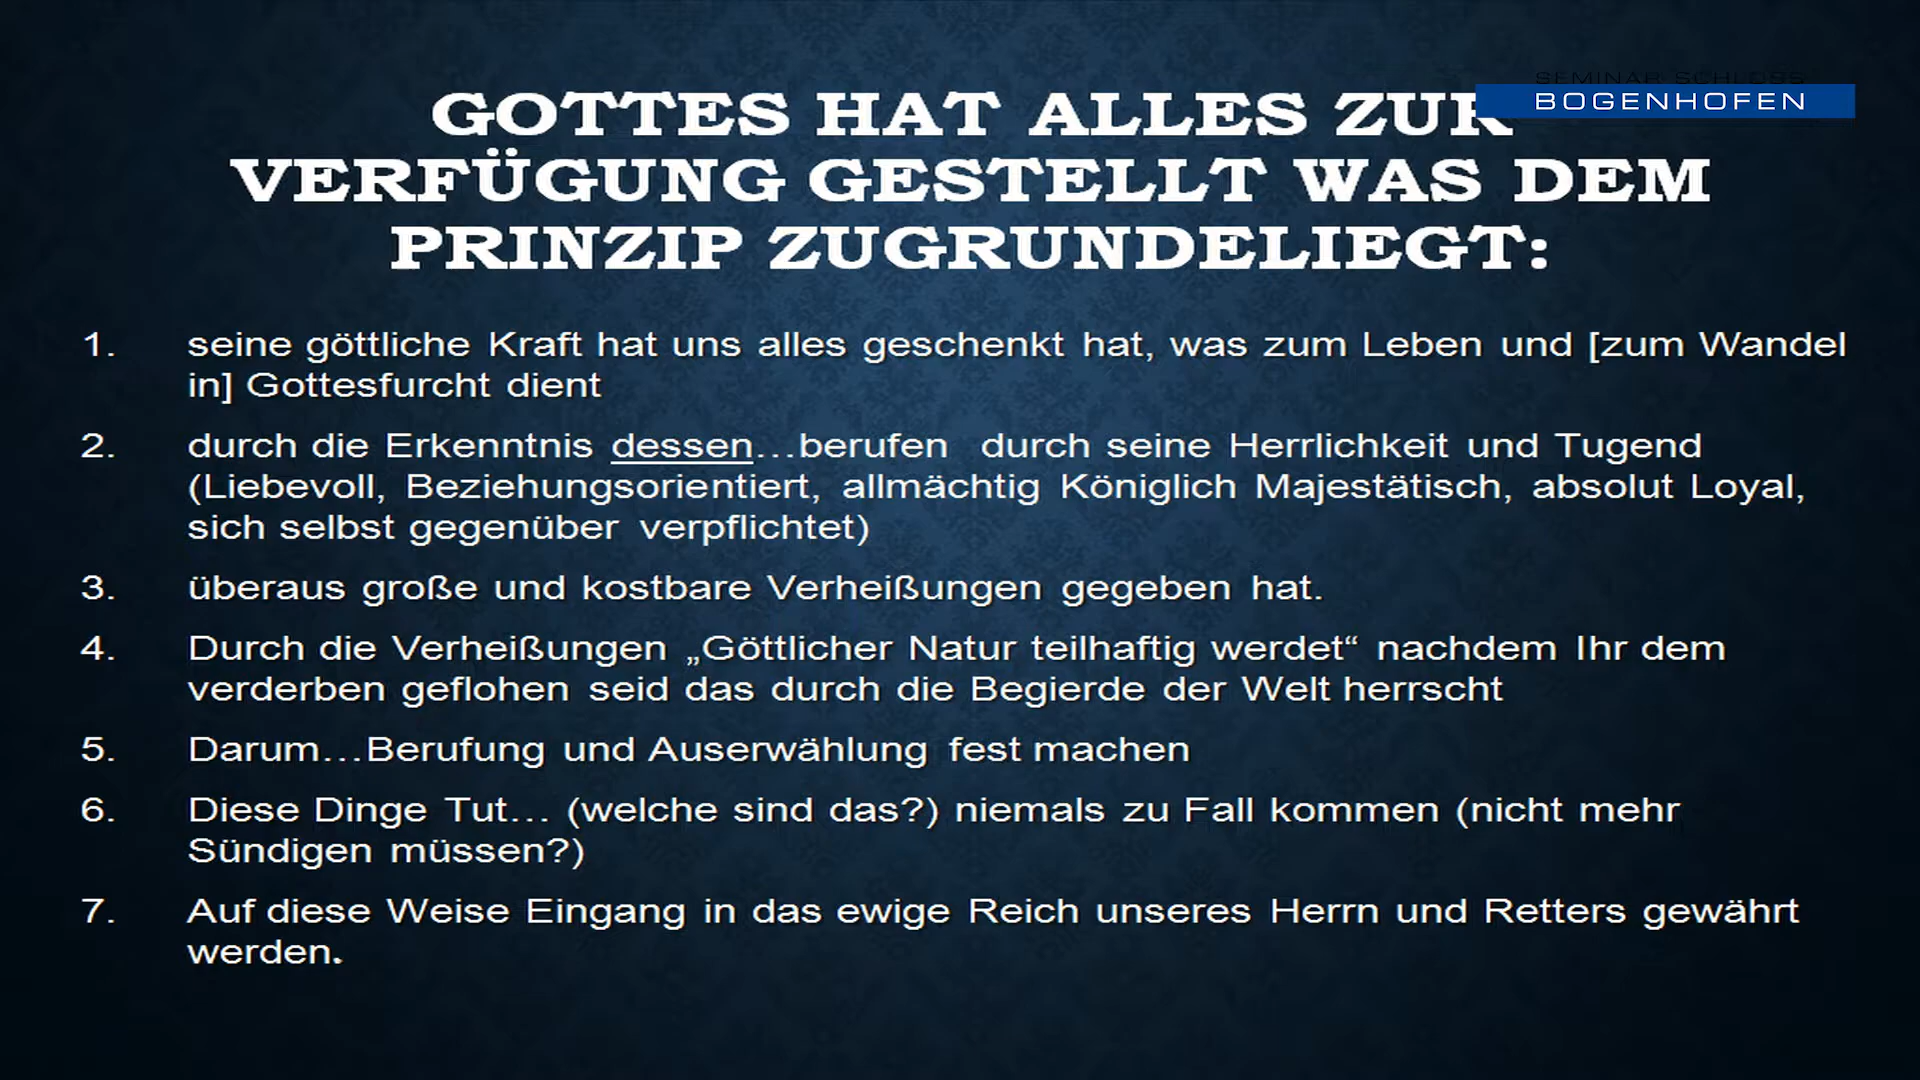 SEMINAR SCHLOSS
BOGENHOFEN
GOTTES HAT ALLES ZUR
VERFÜGUNG GESTELLT WAS DEM
PRINZIP ZUGRUNDELIEGT:
1. seine göttliche Kraft hat uns alles geschenkt hat, was zum Leben und [zum Wandel
in] Gottesfurcht dient
2. durch die Erkenntnis dessen…berufen durch seine Herrlichkeit und Tugend
(Liebevoll, Beziehungsorientiert, allmächtig Königlich Majestätisch, absolut Loyal,
sich selbst gegenüber verpflichtet)
3. überaus große und kostbare Verheißungen gegeben hat.
4. Durch die Verheißungen „Göttlicher Natur teilhaftig werdet“ nachdem Ihr dem
verderben geflohen seid das durch die Begierde der Welt herrscht
5. Darum…Berufung und Auserwählung fest machen
6. Diese Dinge Tut… (welche sind das?) niemals zu Fall kommen (nicht mehr
Sündigen müssen?)
7. Auf diese Weise Eingang in das ewige Reich unseres Herrn und Retters gewährt
werden.